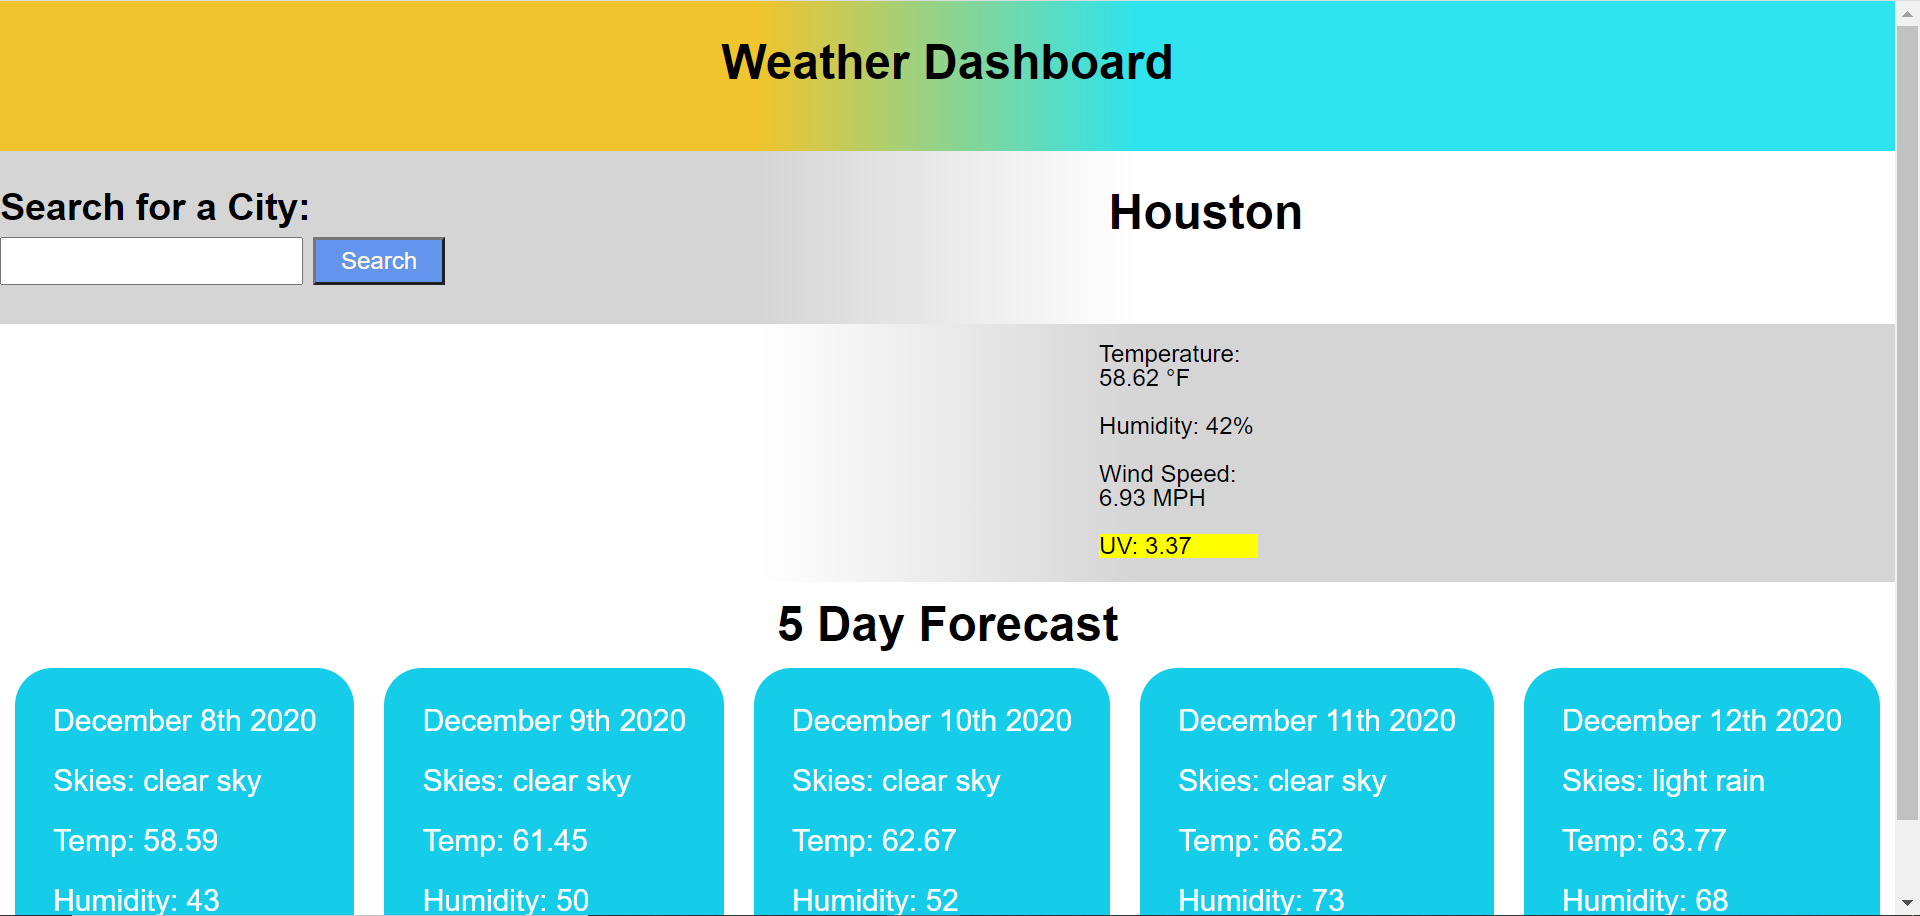 Weather Dashboard
Search for a City:
Search
Houston
Temperature:
58.62 °F
Humidity: 42%
Wind Speed:
6.93 MPH
UV: 3.37
5 Day Forecast
December 8th 2020
Skies: clear sky
Temp: 58.59
Humidity: 43
December 9th 2020
Skies: clear sky
Temp: 61.45
Humidity: 50
December 10th 2020
Skies: clear sky
Temp: 62.67
Humidity: 52
December 11th 2020
Skies: clear sky
Temp: 66.52
Humidity: 73
December 12th 2020
Skies: light rain
Temp: 63.77
Humidity: 68